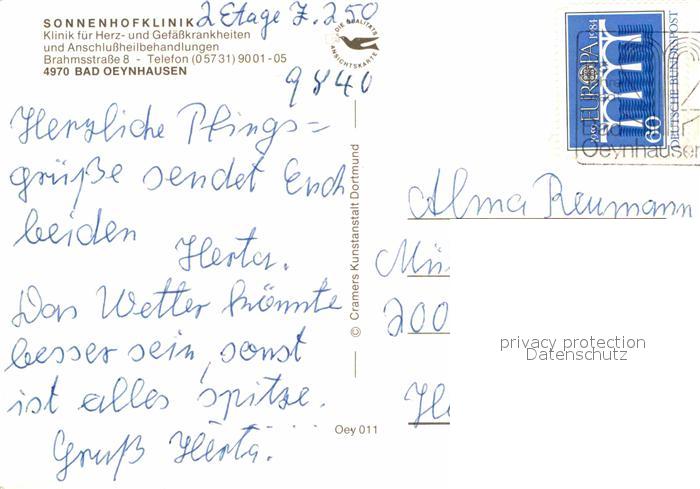 SONNENHOFKLINIK 2 Etage Z. 250
Klinik für Herz- und Gefäßkrankheiten
und Anschlußheilbehandlungen
Brahmsstraße 8 - Telefon (05731) 9001-05
4970 BAD OEYNHAUSEN
9840
DIE QUALITÄTS
ANSICHTSKARTE
Herzliche Pfings=
grüße sendet Euch
beiden
Herta.
Das Wetter könnte
besser sein, sonst
ist alles spitze.
Gruß Herta.
© Cramers Kunstanstalt Dortmund
Oey 011
EUROPA 1984
60
DEUTSCHE BUNDESPOST
Bad
Oeynhausen
Alma Reumann
Mü
200
H
privacy protection
Datenschutz